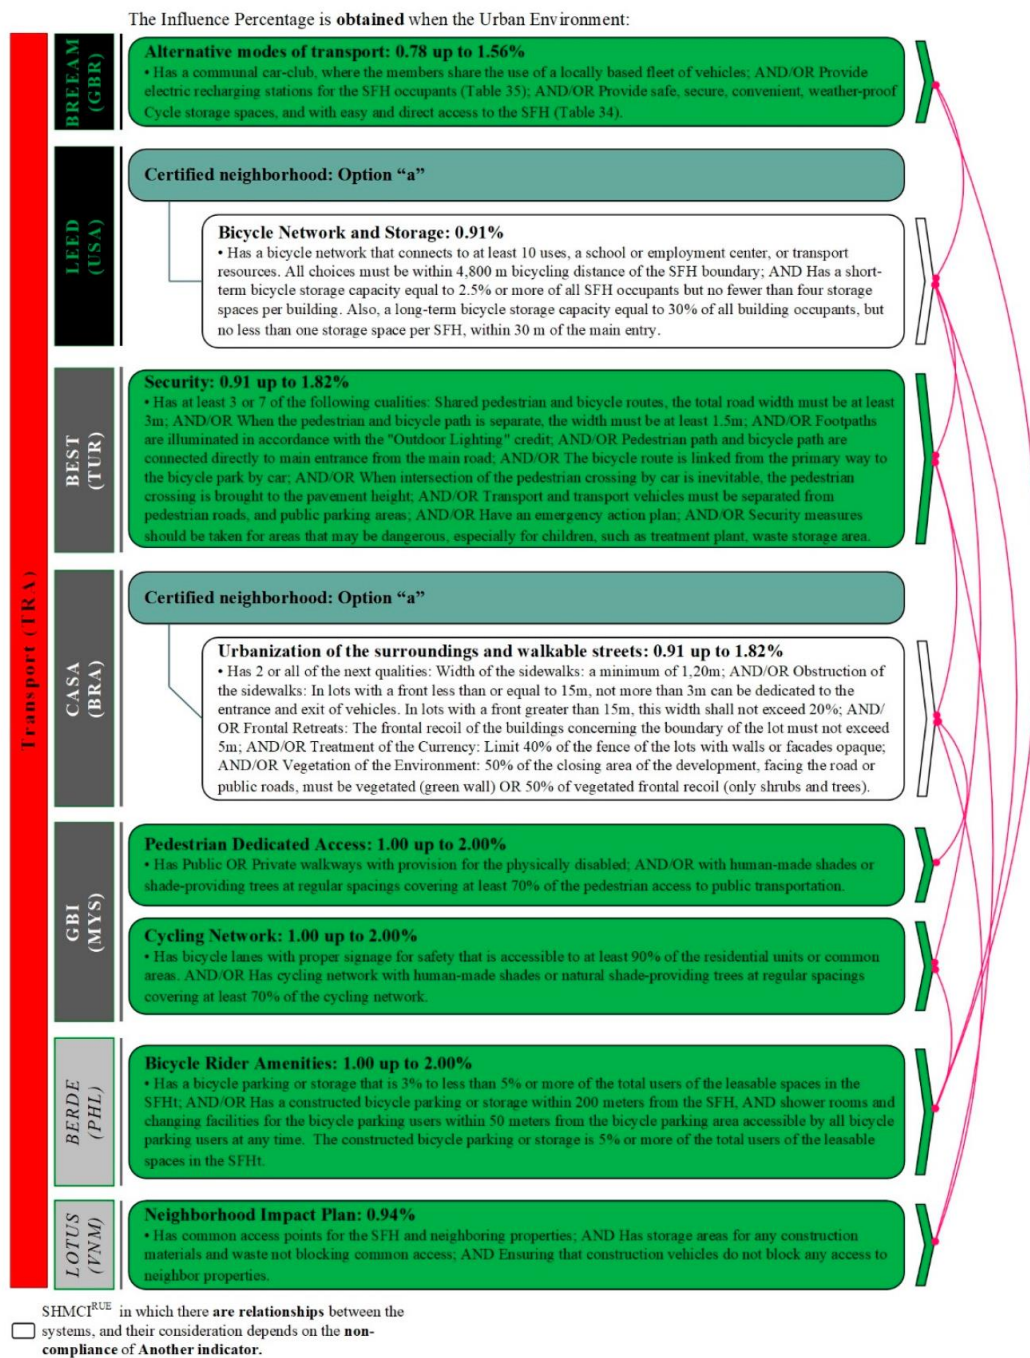 The Influence Percentage is obtained when the Urban Environment:
Transport (TRA)
BREEAM
(GBR)
Alternative modes of transport: 0.78 up to 1.56%
• Has a communal car-club, where the members share the use of a locally based fleet of vehicles; AND/OR Provide
electric recharging stations for the SFH occupants (Table 35); AND/OR Provide safe, secure, convenient, weather-proof
Cycle storage spaces, and with easy and direct access to the SFH (Table 34).
LEED
(USA)
Certified neighborhood: Option “a”
Bicycle Network and Storage: 0.91%
• Has a bicycle network that connects to at least 10 uses, a school or employment center, or transport
resources. All choices must be within 4,800 m bicycling distance of the SFH boundary; AND Has a short-
term bicycle storage capacity equal to 2.5% or more of all SFH occupants but no fewer than four storage
spaces per building. Also, a long-term bicycle storage capacity equal to 30% of all building occupants, but
no less than one storage space per SFH, within 30 m of the main entry.
BEST
(TUR)
Security: 0.91 up to 1.82%
• Has at least 3 or 7 of the following cualities: Shared pedestrian and bicycle routes, the total road width must be at least
3m; AND/OR When the pedestrian and bicycle path is separate, the width must be at least 1.5m; AND/OR Footpaths
are illuminated in accordance with the "Outdoor Lighting" credit; AND/OR Pedestrian path and bicycle path are
connected directly to main entrance from the main road; AND/OR The bicycle route is linked from the primary way to
the bicycle park by car; AND/OR When intersection of the pedestrian crossing by car is inevitable, the pedestrian
crossing is brought to the pavement height; AND/OR Transport and transport vehicles must be separated from
pedestrian roads, and public parking areas; AND/OR Have an emergency action plan; AND/OR Security measures
should be taken for areas that may be dangerous, especially for children, such as treatment plant, waste storage area.
CASA
(BRA)
Certified neighborhood: Option “a”
Urbanization of the surroundings and walkable streets: 0.91 up to 1.82%
• Has 2 or all of the next qualities: Width of the sidewalks: a minimum of 1,20m; AND/OR Obstruction of
the sidewalks: In lots with a front less than or equal to 15m, not more than 3m can be dedicated to the
entrance and exit of vehicles. In lots with a front greater than 15m, this width shall not exceed 20%; AND/
OR Frontal Retreats: The frontal recoil of the buildings concerning the boundary of the lot must not exceed
5m; AND/OR Treatment of the Currency: Limit 40% of the fence of the lots with walls or facades opaque;
AND/OR Vegetation of the Environment: 50% of the closing area of the development, facing the road or
public roads, must be vegetated (green wall) OR 50% of vegetated frontal recoil (only shrubs and trees).
GBI
(MYS)
Pedestrian Dedicated Access: 1.00 up to 2.00%
• Has Public OR Private walkways with provision for the physically disabled; AND/OR with human-made shades or
shade-providing trees at regular spacings covering at least 70% of the pedestrian access to public transportation.
Cycling Network: 1.00 up to 2.00%
• Has bicycle lanes with proper signage for safety that is accessible to at least 90% of the residential units or common
areas. AND/OR Has cycling network with human-made shades or natural shade-providing trees at regular spacings
covering at least 70% of the cycling network.
BERDE
(PHL)
Bicycle Rider Amenities: 1.00 up to 2.00%
• Has a bicycle parking or storage that is 3% to less than 5% or more of the total users of the leasable spaces in the
SFHt; AND/OR Has a constructed bicycle parking or storage within 200 meters from the SFH, AND shower rooms and
changing facilities for the bicycle parking users within 50 meters from the bicycle parking area accessible by all bicycle
parking users at any time. The constructed bicycle parking or storage is 5% or more of the total users of the leasable
spaces in the SFHt.
LOTUS
(VNM)
Neighborhood Impact Plan: 0.94%
• Has common access points for the SFH and neighboring properties; AND Has storage areas for any construction
materials and waste not blocking common access; AND Ensuring that construction vehicles do not block any access to
neighbor properties.
SHMCI^RUE in which there are relationships between the
systems, and their consideration depends on the non-
compliance of Another indicator.